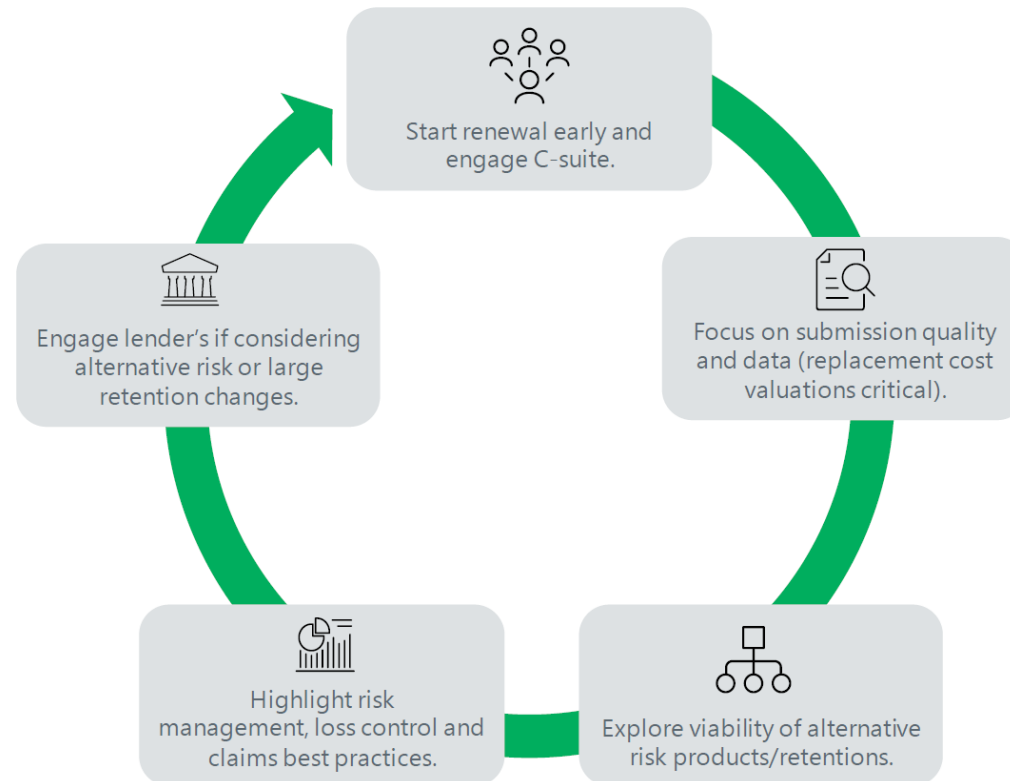 Start renewal early and
engage C-suite.
Focus on submission quality
and data (replacement cost
valuations critical).
Explore viability of alternative
risk products/retentions.
Highlight risk
management, loss control and
claims best practices.
Engage lender's if considering
alternative risk or large
retention changes.